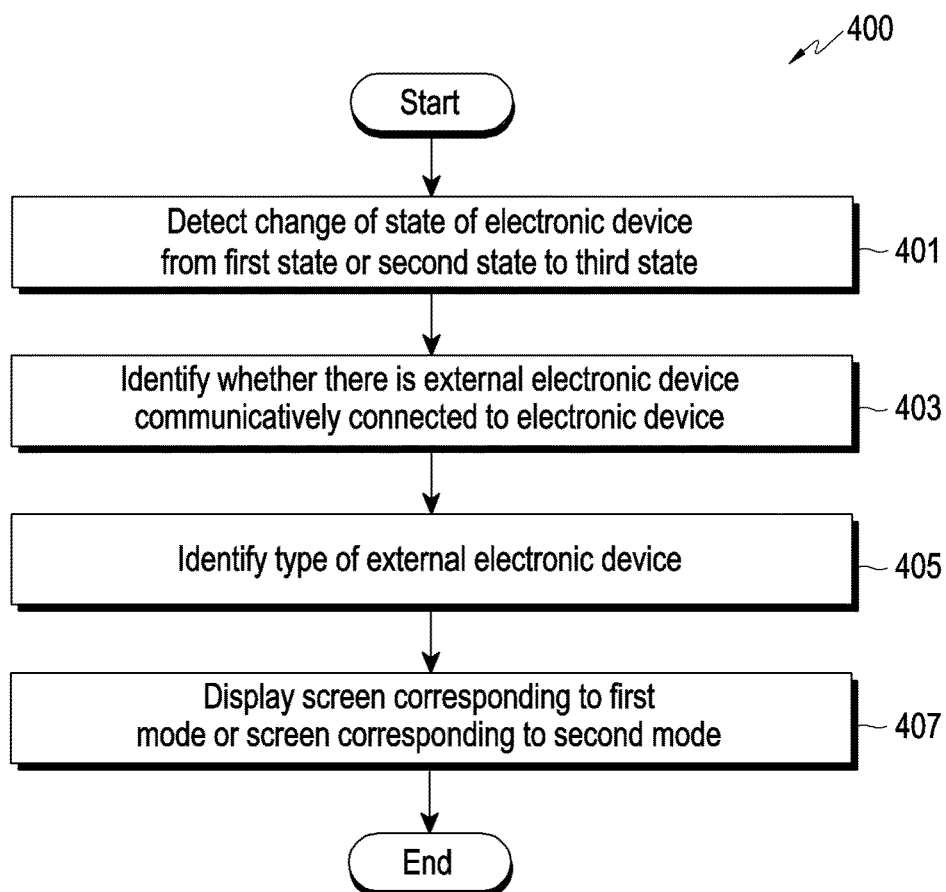 400
Start
Detect change of state of electronic device
from first state or second state to third state
401
Identify whether there is external electronic device
communicatively connected to electronic device
403
Identify type of external electronic device
405
Display screen corresponding to first
mode or screen corresponding to second mode
407
End